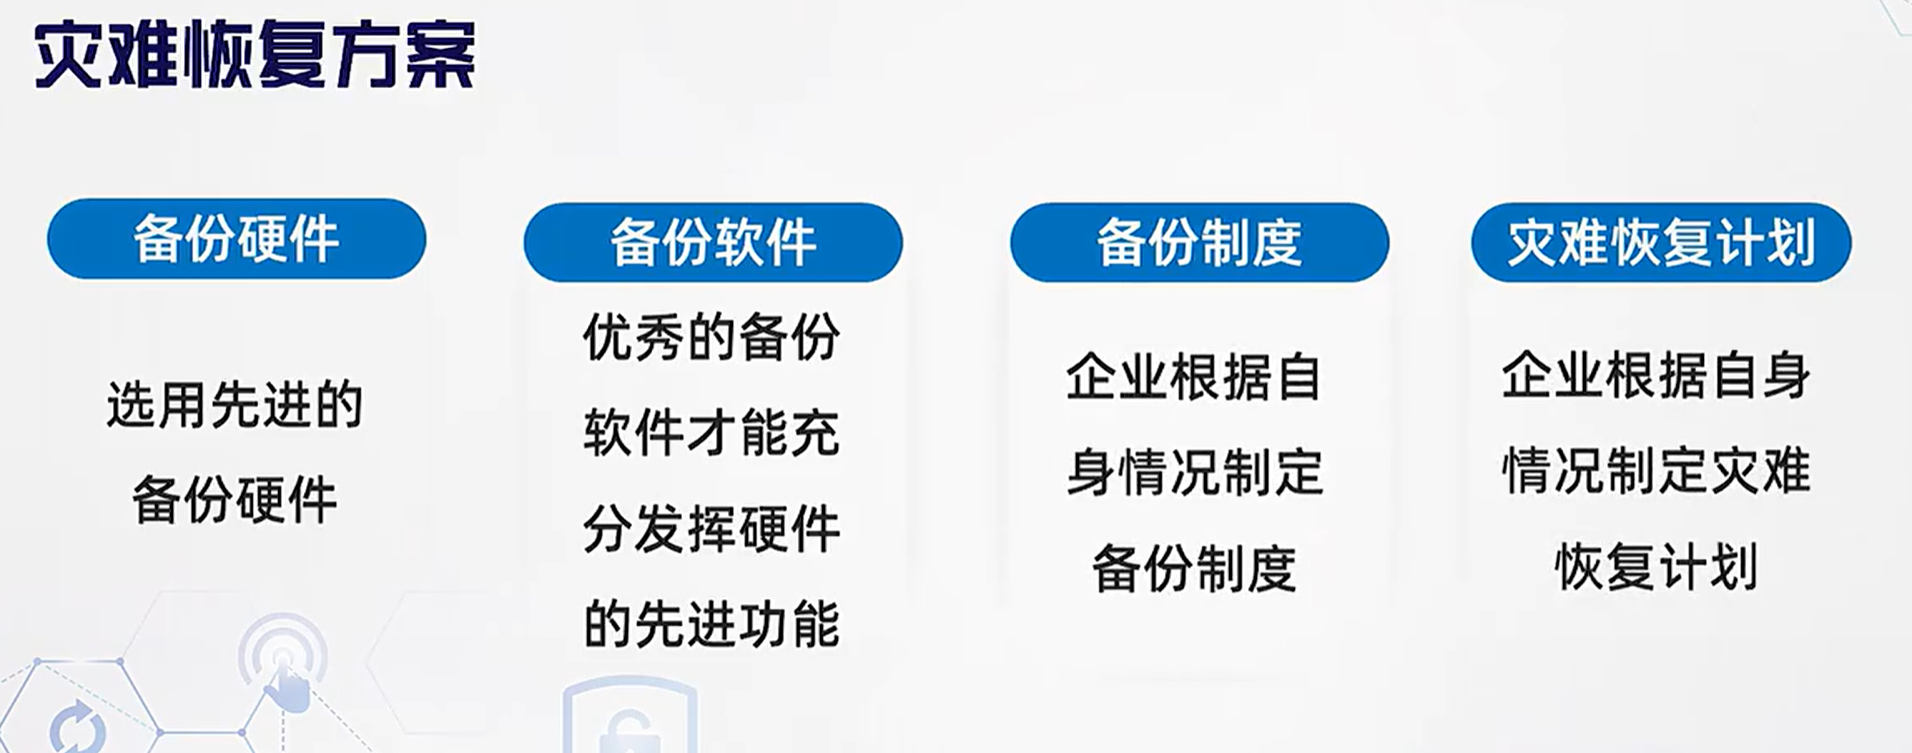 灾难恢复方案
备份硬件
选用先进的
备份硬件
备份软件
优秀的备份
软件才能充
分发挥硬件
的先进功能
备份制度
企业根据自
身情况制定
备份制度
灾难恢复计划
企业根据自身
情况制定灾难
恢复计划